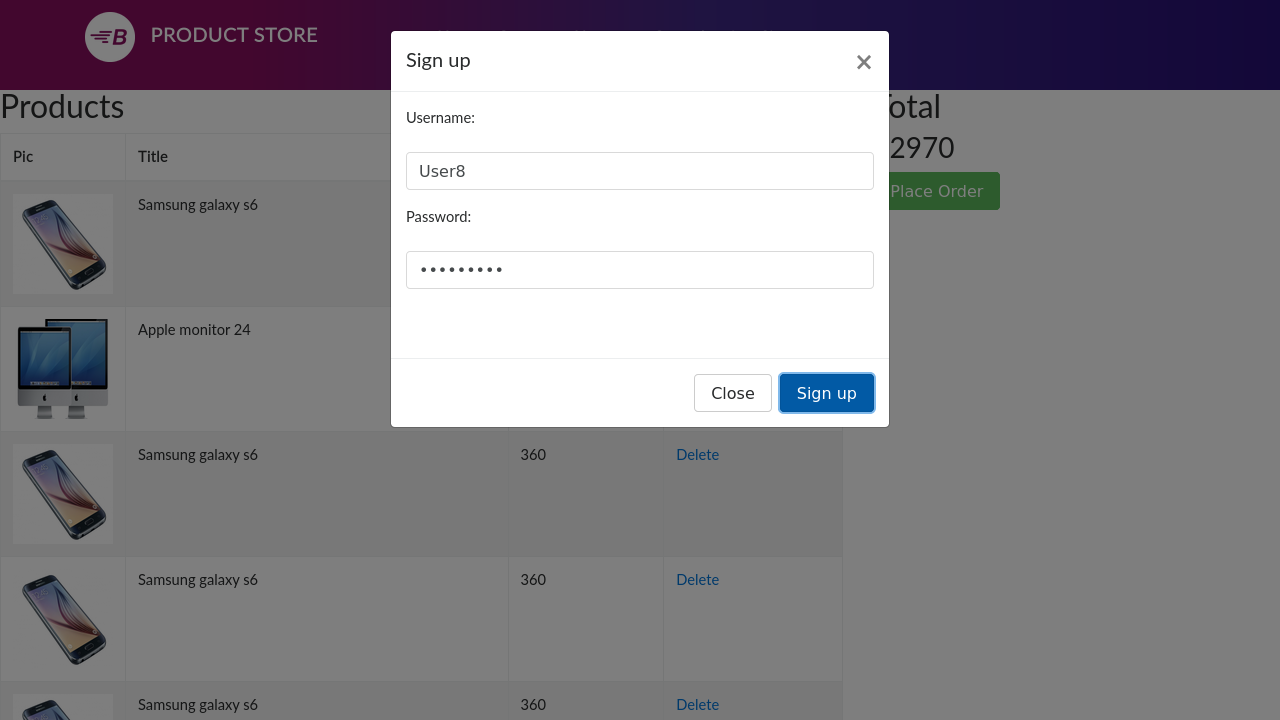 PRODUCT STORE
Sign up
×
Username:
User8
Password:
•••••••••
Close
Sign up
Products
Pic
Title
Samsung galaxy s6
Apple monitor 24
Samsung galaxy s6
360
Delete
Samsung galaxy s6
360
Delete
Samsung galaxy s6
360
Delete
otal
2970
Place Order